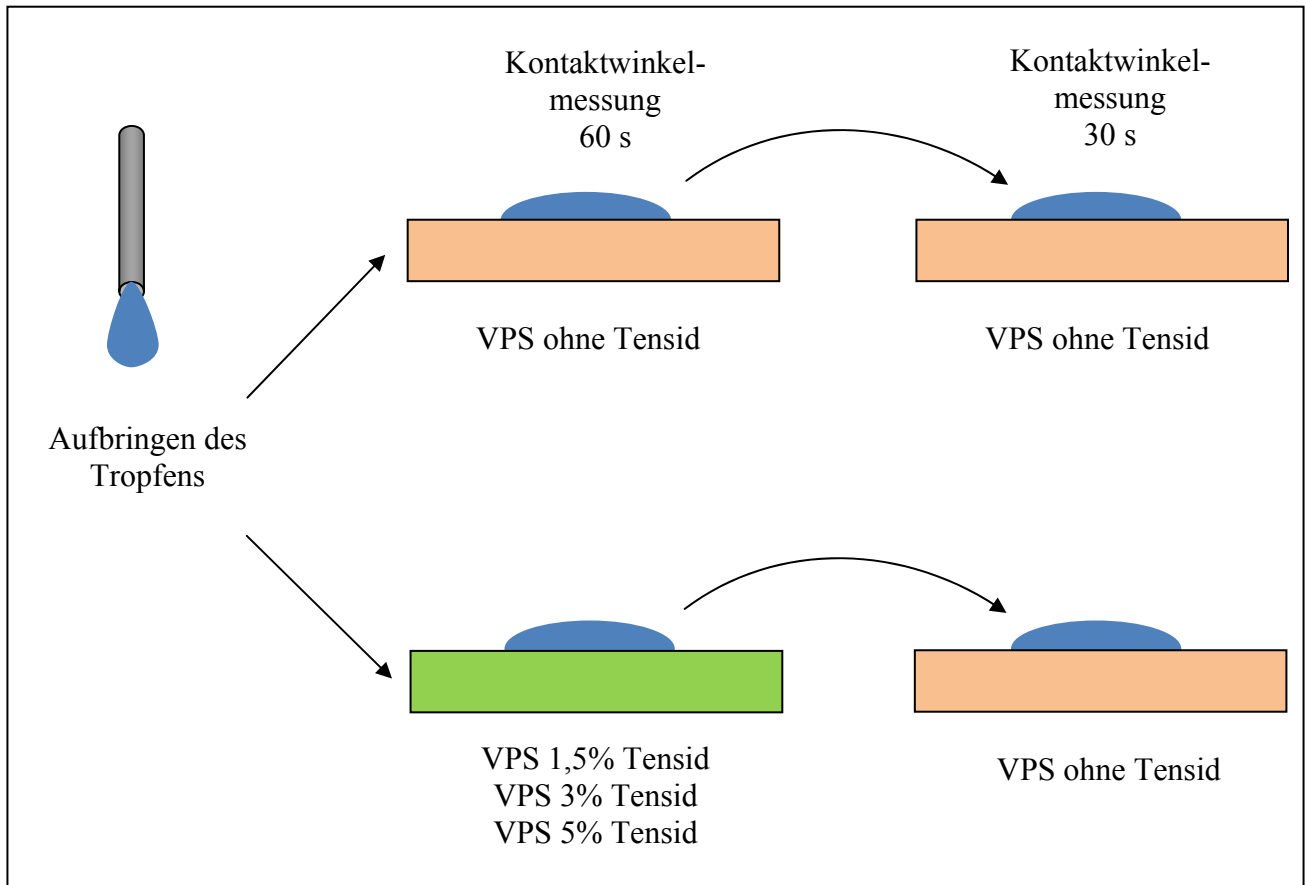 Kontaktwinkel-
messung
60 s
Kontaktwinkel-
messung
30 s
VPS ohne Tensid
VPS ohne Tensid
Aufbringen des
Tropfens
VPS 1,5% Tensid
VPS 3% Tensid
VPS 5% Tensid
VPS ohne Tensid